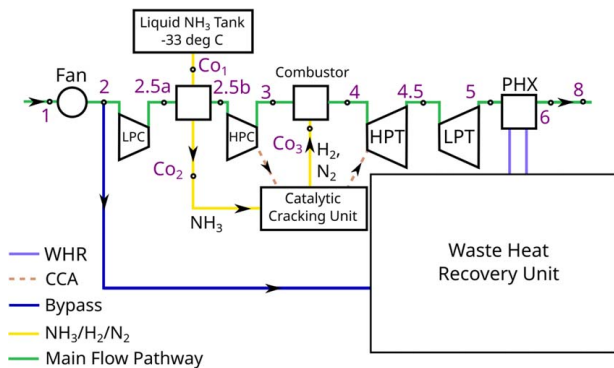 Liquid NH₃ Tank
-33 deg C
Fan
Co₁
Combustor
PHX
1
2
2.5a
2.5b
3
4
4.5
5
6
8
LPC
HPC
HPT
LPT
Co₂
Co₃
H₂,
N₂
NH₃
Catalytic
Cracking Unit
Waste Heat
Recovery Unit
WHR
CCA
Bypass
NH₃/H₂/N₂
Main Flow Pathway